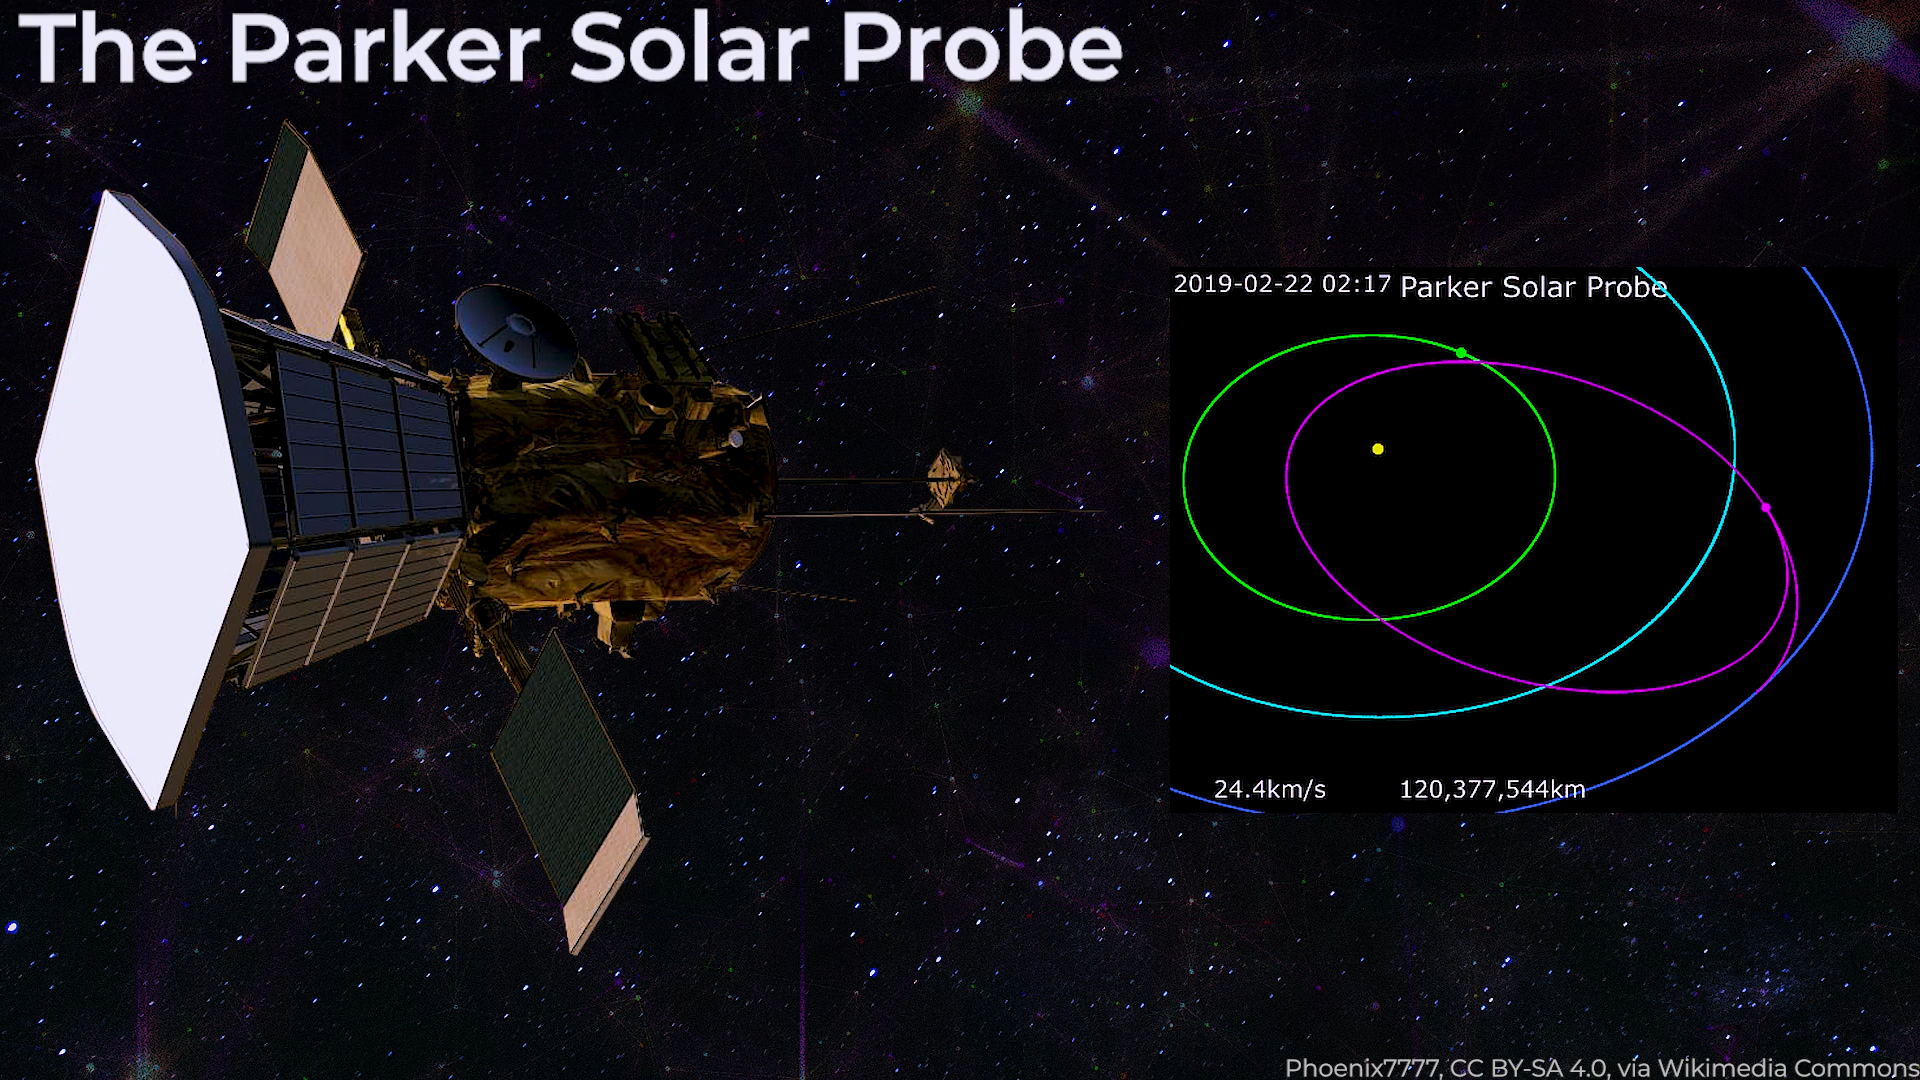 The Parker Solar Probe
2019-02-22 02:17 Parker Solar Probe
24.4km/s 120,377,544km
Phoenix7777, CC BY-SA 4.0, via Wikimedia Commons